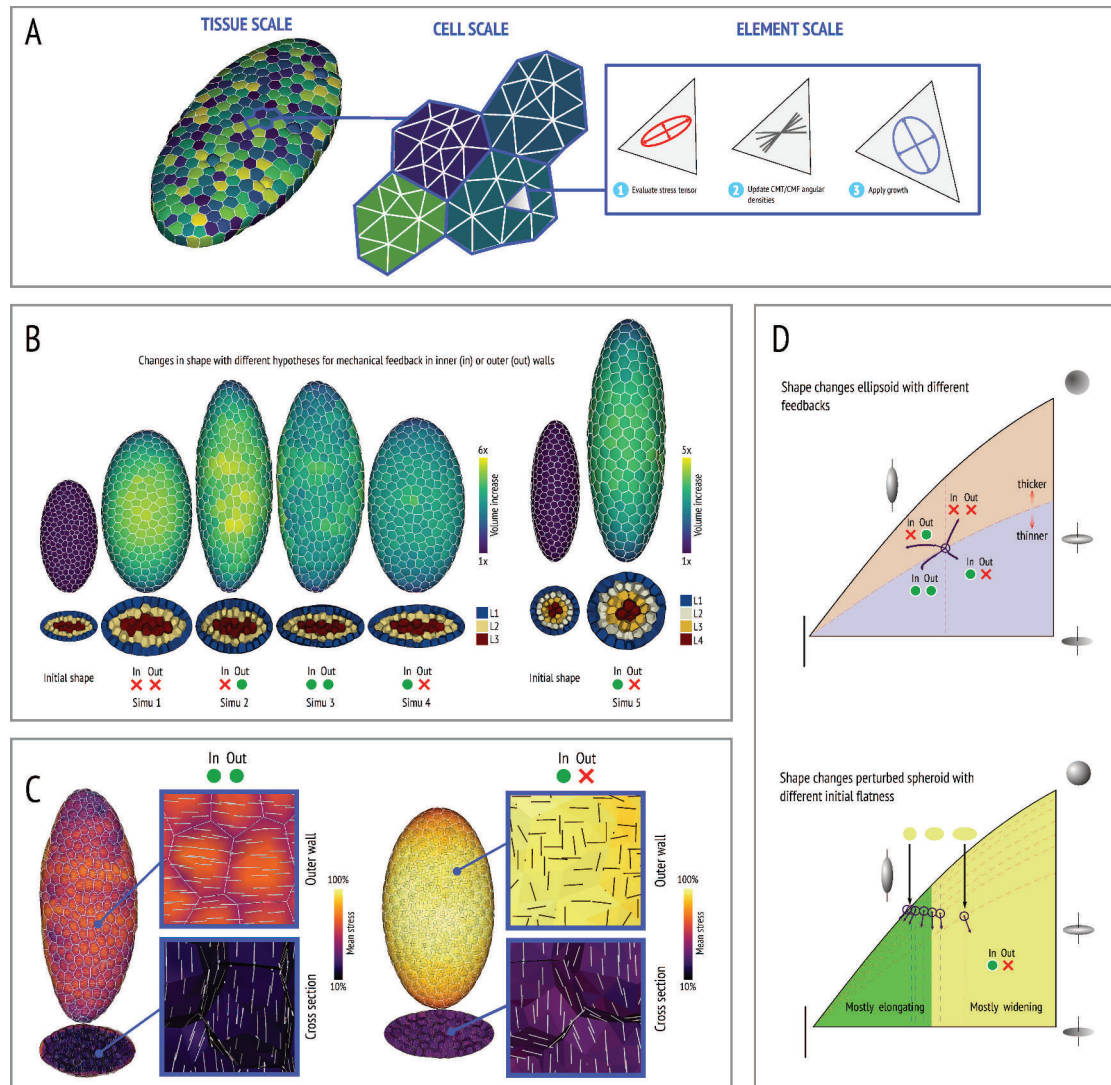 A
TISSUE SCALE
CELL SCALE
ELEMENT SCALE
1 Evaluate stress tensor
2 Update CMT/CMF angular
densities
3 Apply growth
B
Changes in shape with different hypotheses for mechanical feedback in inner (in) or outer (out) walls
6x
Volume increase
1x
5x
Volume increase
1x
L1
L2
L3
L1
L2
L3
L4
Initial shape
In Out
Simu 1
In Out
Simu 2
In Out
Simu 3
In Out
Simu 4
Initial shape
In Out
Simu 5
C
In Out
Outer wall
100%
Mean stress
10%
Cross section
In Out
Outer wall
100%
Mean stress
10%
Cross section
D
Shape changes ellipsoid with different
feedbacks
thicker
thinner
In Out
In Out
In Out
In Out
Shape changes perturbed spheroid with
different initial flatness
In Out
Mostly elongating
Mostly widening